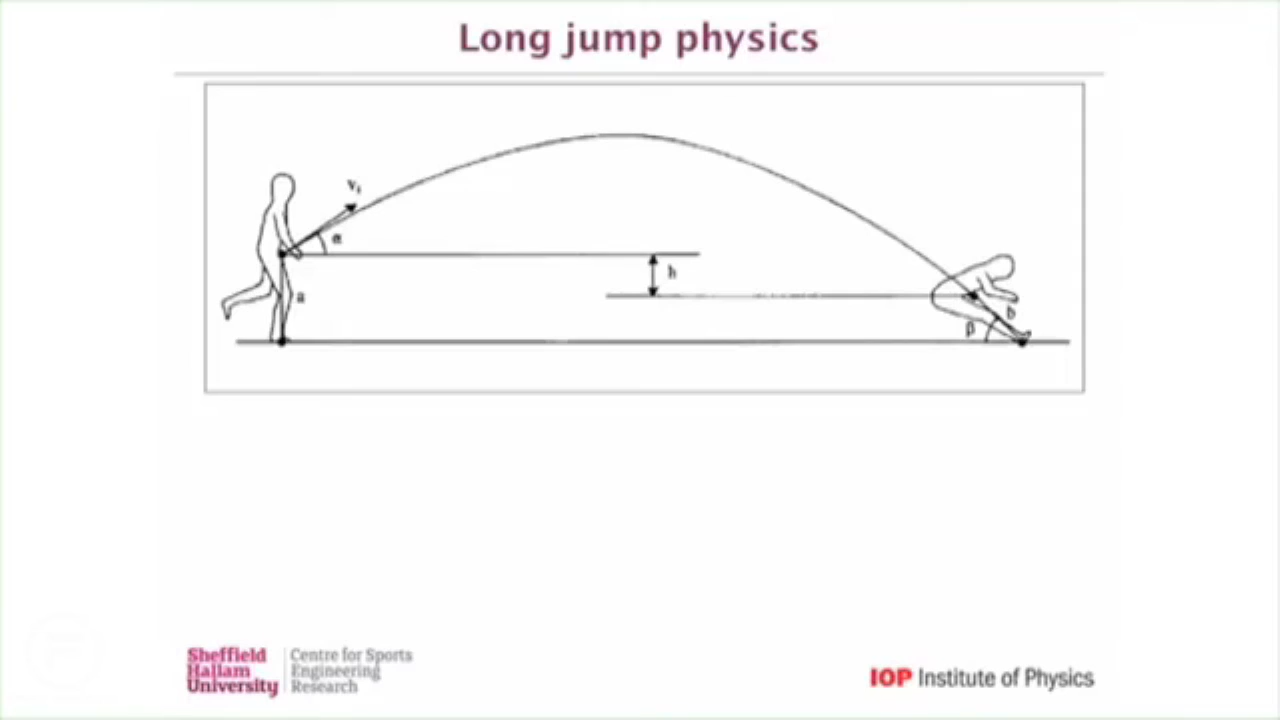 Long jump physics
v₁
α
h
a
b
β
Sheffield
Hallam
University
Centre for Sports
Engineering
Research
IOP Institute of Physics